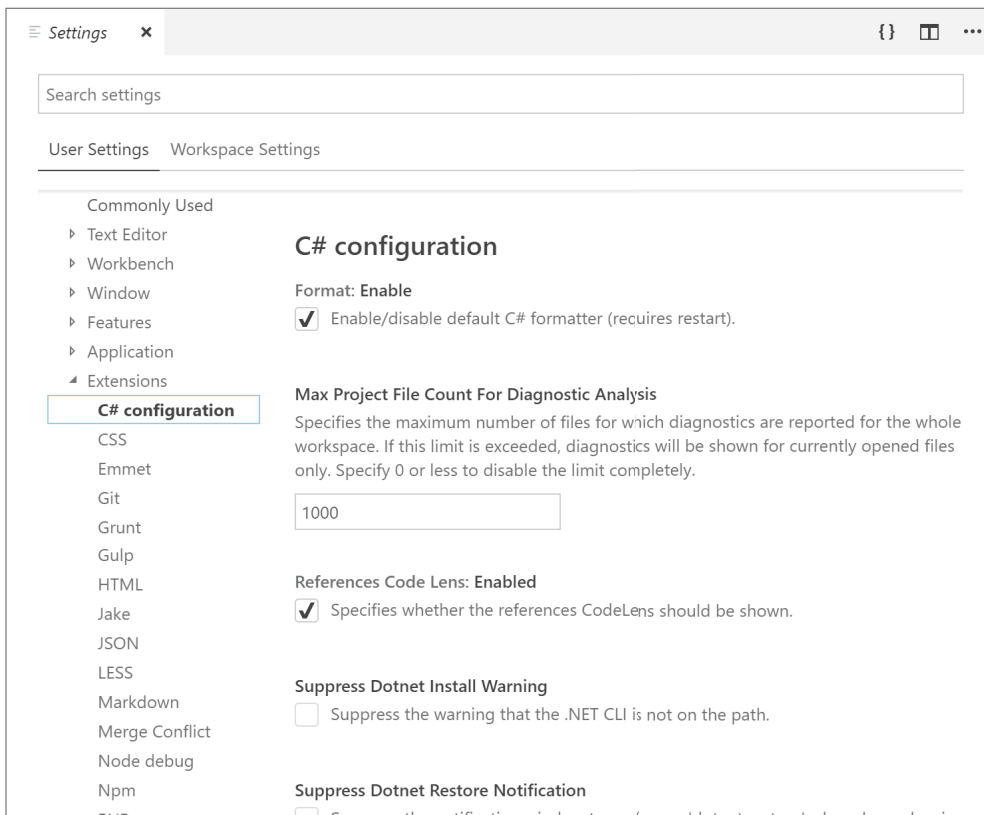 Settings
Search settings
User Settings Workspace Settings
Commonly Used
Text Editor
Workbench
Window
Features
Application
Extensions
C# configuration
CSS
Emmet
Git
Grunt
Gulp
HTML
Jake
JSON
LESS
Markdown
Merge Conflict
Node debug
Npm
C# configuration
Format: Enable
Enable/disable default C# formatter (requires restart).
Max Project File Count For Diagnostic Analysis
Specifies the maximum number of files for which diagnostics are reported for the whole
workspace. If this limit is exceeded, diagnostics will be shown for currently opened files
only. Specify 0 or less to disable the limit completely.
1000
References Code Lens: Enabled
Specifies whether the references CodeLens should be shown.
Suppress Dotnet Install Warning
Suppress the warning that the .NET CLI is not on the path.
Suppress Dotnet Restore Notification